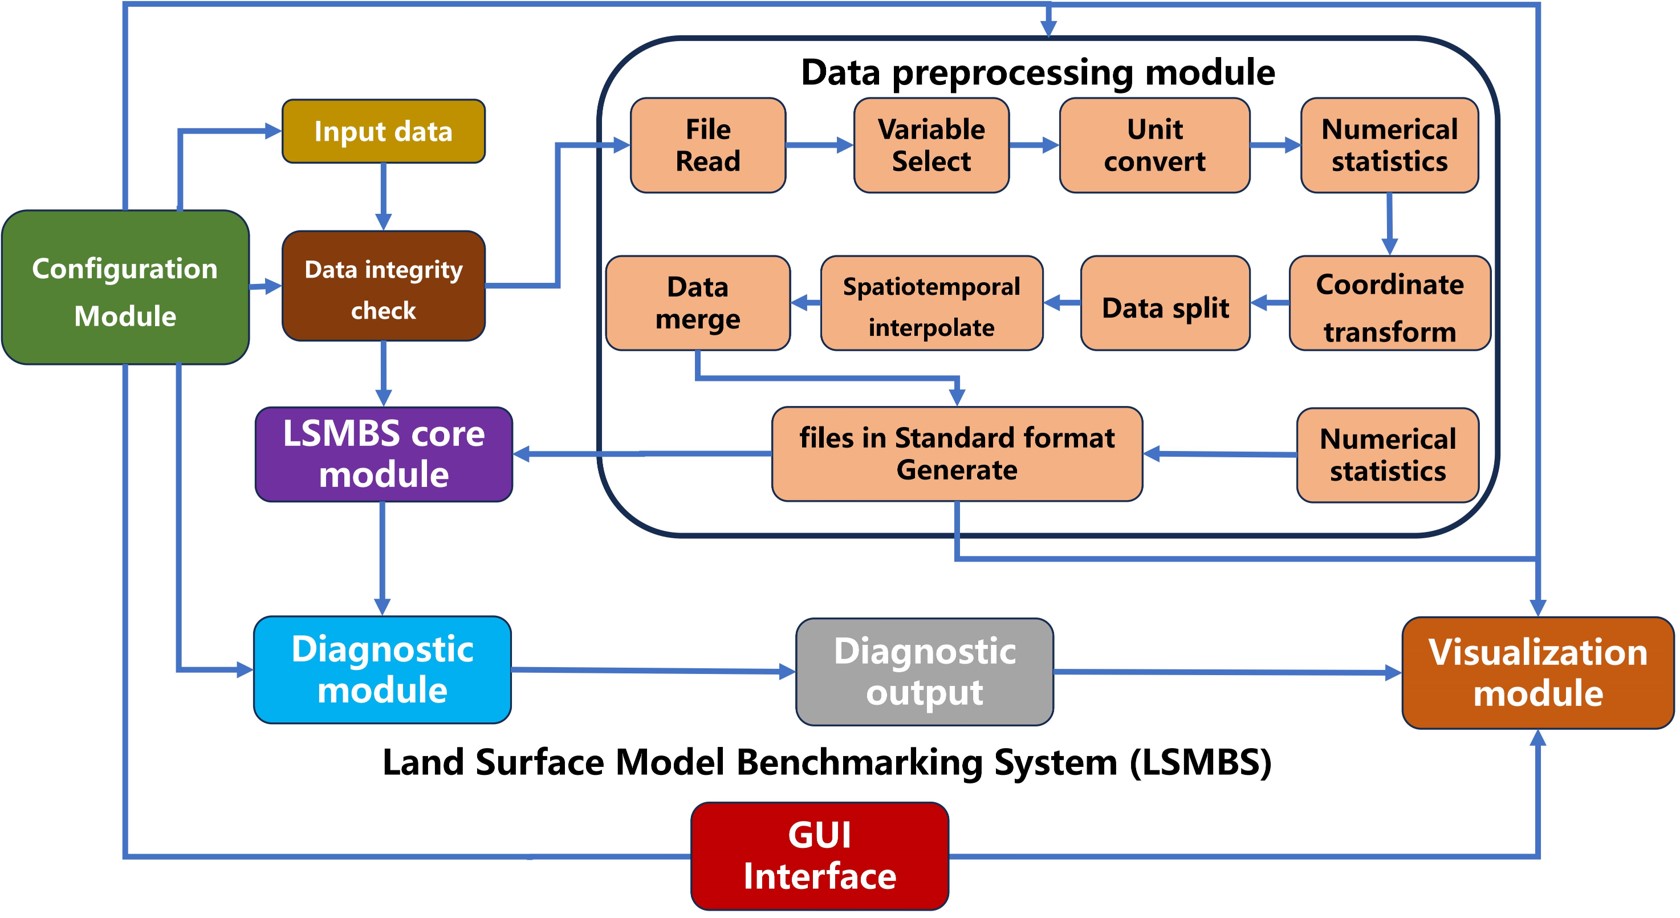 Data preprocessing module
Input data
File
Read
Variable
Select
Unit
convert
Numerical
statistics
Configuration
Module
Data integrity
check
Data
merge
Spatiotemporal
interpolate
Data split
Coordinate
transform
LSMBS core
module
files in Standard format
Generate
Numerical
statistics
Diagnostic
module
Diagnostic
output
Visualization
module
Land Surface Model Benchmarking System (LSMBS)
GUI
Interface